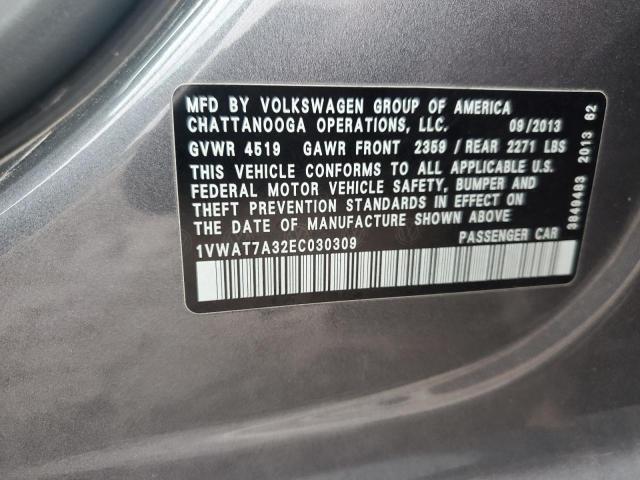 MFD BY VOLKSWAGEN GROUP OF AMERICA
CHATTANOOGA OPERATIONS, LLC. 09/2013
GVWR 4519 GAWR FRONT 2359 / REAR 2271 LBS
THIS VEHICLE CONFORMS TO ALL APPLICABLE U.S.
FEDERAL MOTOR VEHICLE SAFETY, BUMPER AND
THEFT PREVENTION STANDARDS IN EFFECT ON
THE DATE OF MANUFACTURE SHOWN ABOVE.
1VWAT7A32EC030309 PASSENGER CAR
3849483 2013 62